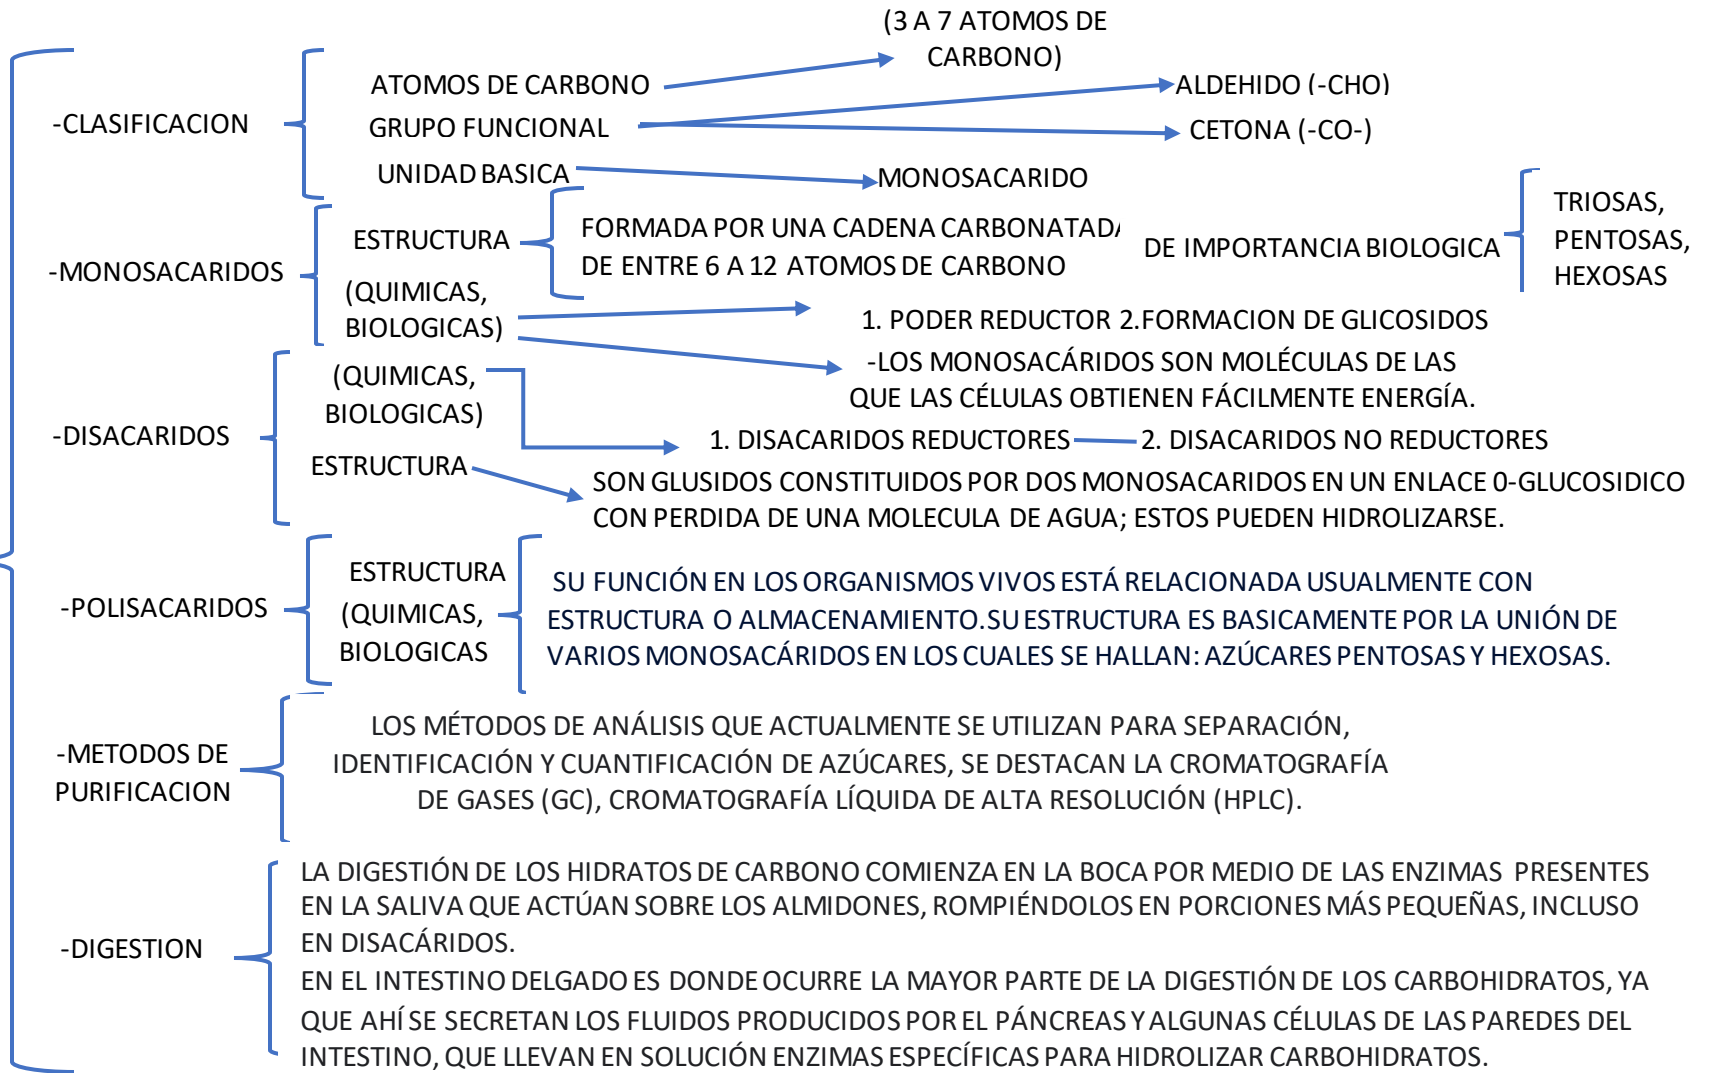 (3 A 7 ATOMOS DE
CARBONO)
-CLASIFICACION
ATOMOS DE CARBONO
ALDEHIDO (-CHO)
GRUPO FUNCIONAL
CETONA (-CO-)
UNIDAD BASICA
MONOSACARIDO
-MONOSACARIDOS
ESTRUCTURA
FORMADA POR UNA CADENA CARBONATADA
DE ENTRE 6 A 12 ATOMOS DE CARBONO
DE IMPORTANCIA BIOLOGICA
TRIOSAS,
PENTOSAS,
HEXOSAS
(QUIMICAS,
BIOLOGICAS)
1. PODER REDUCTOR 2.FORMACION DE GLICOSIDOS
-LOS MONOSACÁRIDOS SON MOLÉCULAS DE LAS
QUE LAS CÉLULAS OBTIENEN FÁCILMENTE ENERGÍA.
-DISACARIDOS
(QUIMICAS,
BIOLOGICAS)
1. DISACARIDOS REDUCTORES
2. DISACARIDOS NO REDUCTORES
ESTRUCTURA
SON GLUSIDOS CONSTITUIDOS POR DOS MONOSACARIDOS EN UN ENLACE 0-GLUCOSIDICO
CON PERDIDA DE UNA MOLECULA DE AGUA; ESTOS PUEDEN HIDROLIZARSE.
-POLISACARIDOS
ESTRUCTURA
(QUIMICAS,
BIOLOGICAS
SU FUNCIÓN EN LOS ORGANISMOS VIVOS ESTÁ RELACIONADA USUALMENTE CON
ESTRUCTURA O ALMACENAMIENTO.SU ESTRUCTURA ES BASICAMENTE POR LA UNIÓN DE
VARIOS MONOSACÁRIDOS EN LOS CUALES SE HALLAN: AZÚCARES PENTOSAS Y HEXOSAS.
-METODOS DE
PURIFICACION
LOS MÉTODOS DE ANÁLISIS QUE ACTUALMENTE SE UTILIZAN PARA SEPARACIÓN,
IDENTIFICACIÓN Y CUANTIFICACIÓN DE AZÚCARES, SE DESTACAN LA CROMATOGRAFÍA
DE GASES (GC), CROMATOGRAFÍA LÍQUIDA DE ALTA RESOLUCIÓN (HPLC).
-DIGESTION
LA DIGESTIÓN DE LOS HIDRATOS DE CARBONO COMIENZA EN LA BOCA POR MEDIO DE LAS ENZIMAS PRESENTES
EN LA SALIVA QUE ACTÚAN SOBRE LOS ALMIDONES, ROMPIÉNDOLOS EN PORCIONES MÁS PEQUEÑAS, INCLUSO
EN DISACÁRIDOS.
EN EL INTESTINO DELGADO ES DONDE OCURRE LA MAYOR PARTE DE LA DIGESTIÓN DE LOS CARBOHIDRATOS, YA
QUE AHÍ SE SECRETAN LOS FLUIDOS PRODUCIDOS POR EL PÁNCREAS Y ALGUNAS CÉLULAS DE LAS PAREDES DEL
INTESTINO, QUE LLEVAN EN SOLUCIÓN ENZIMAS ESPECÍFICAS PARA HIDROLIZAR CARBOHIDRATOS.